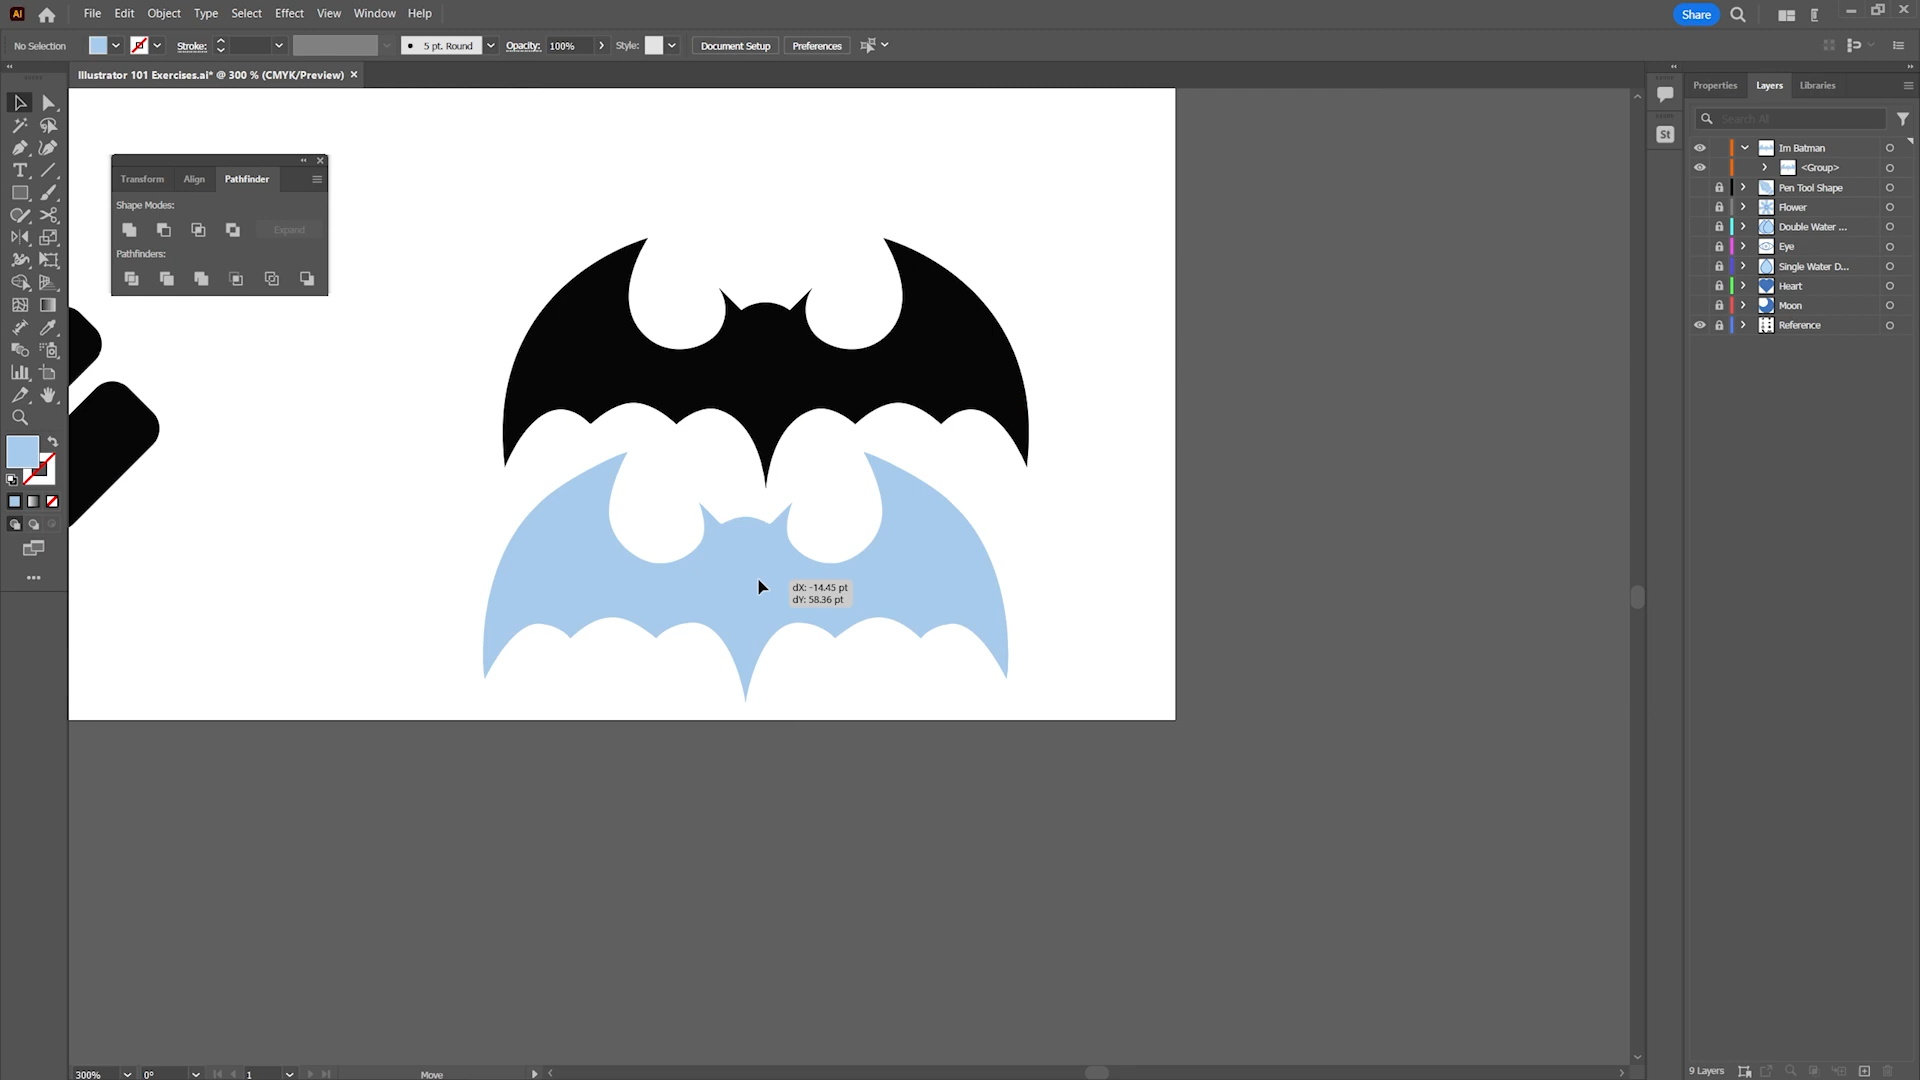 Ai File Edit Object Type Select Effect View Window Help Share
No Selection Stroke: 5 pt. Round Opacity: 100% Style: Document Setup Preferences
Illustrator 101 Exercises.ai* @ 300 % (CMYK/Preview)
Properties Layers Libraries
Search All
St
Im Batman
<Group>
Pen Tool Shape
Flower
Double Water ...
Eye
Single Water D...
Heart
Moon
Reference
Transform Align Pathfinder
Shape Modes:
Expand
Pathfinders:
dX: -14.45 pt
dY: 58.36 pt
300% 0° 1 Move
9 Layers